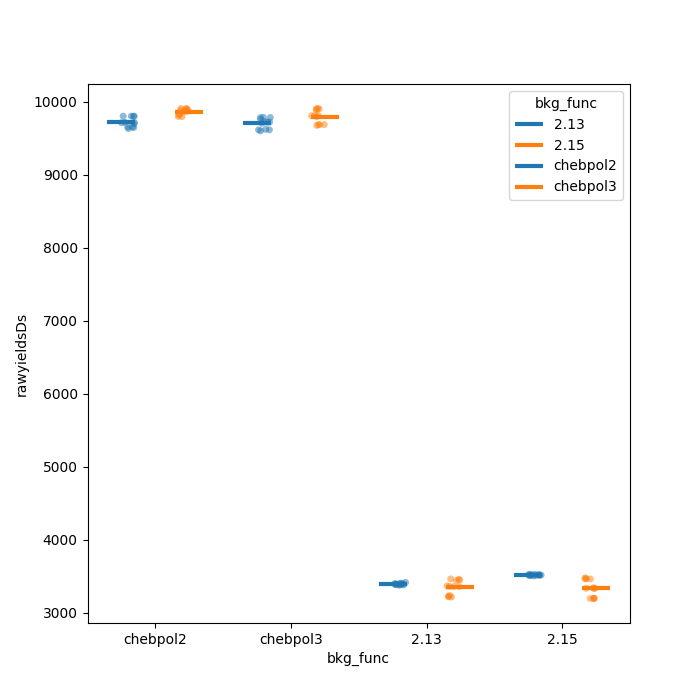 bkg_func
2.13
2.15
chebpol2
chebpol3
rawyieldsDs
10000
9000
8000
7000
6000
5000
4000
3000
chebpol2 chebpol3 2.13 2.15
bkg_func